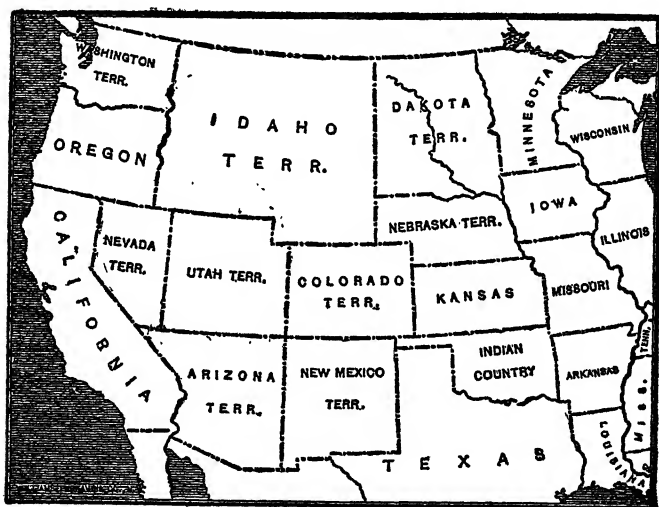 WASHINGTON
TERR.
OREGON
IDAHO
TERR.
DAKOTA
TERR.
MINNESOTA
WISCONSIN
IOWA
ILLINOIS
NEBRASKA TERR.
CALIFORNIA
NEVADA
TERR.
UTAH TERR.
COLORADO
TERR.
KANSAS
MISSOURI
TENN.
ARIZONA
TERR.
NEW MEXICO
TERR.
INDIAN
COUNTRY
ARKANSAS
MISS.
TEXAS
LOUISIANA